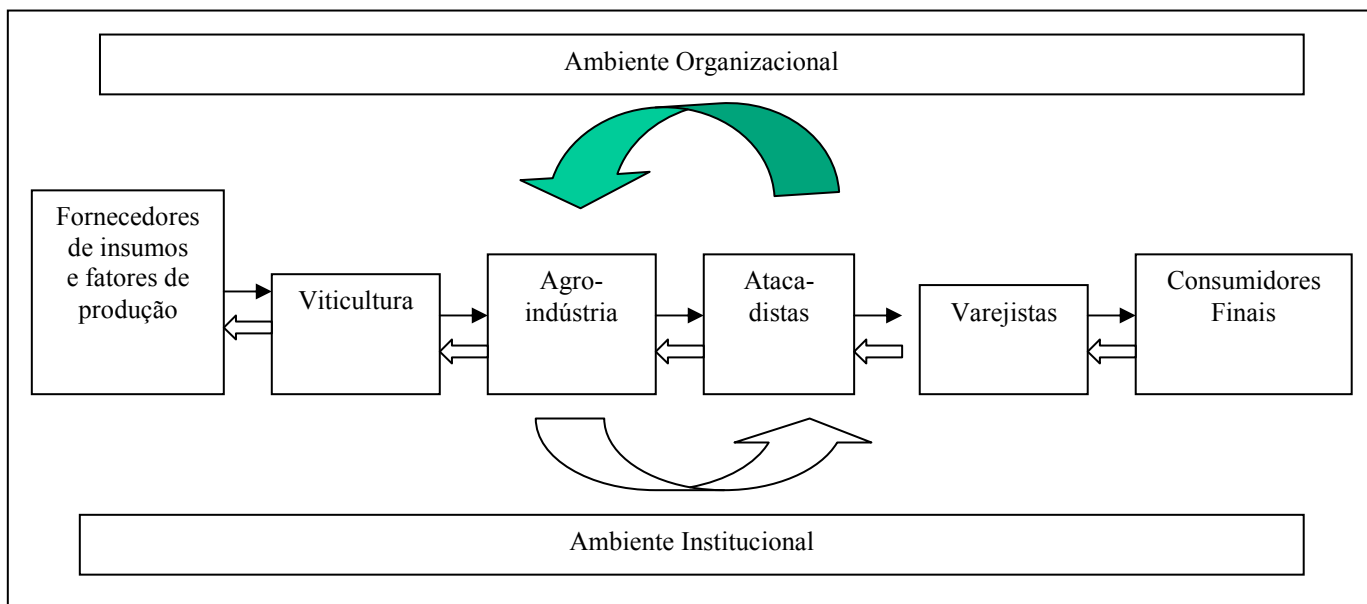 Ambiente Organizacional
Fornecedores
de insumos
e fatores de
produção
Viticultura
Agro-
indústria
Ataca-
distas
Varejistas
Consumidores
Finais
Ambiente Institucional